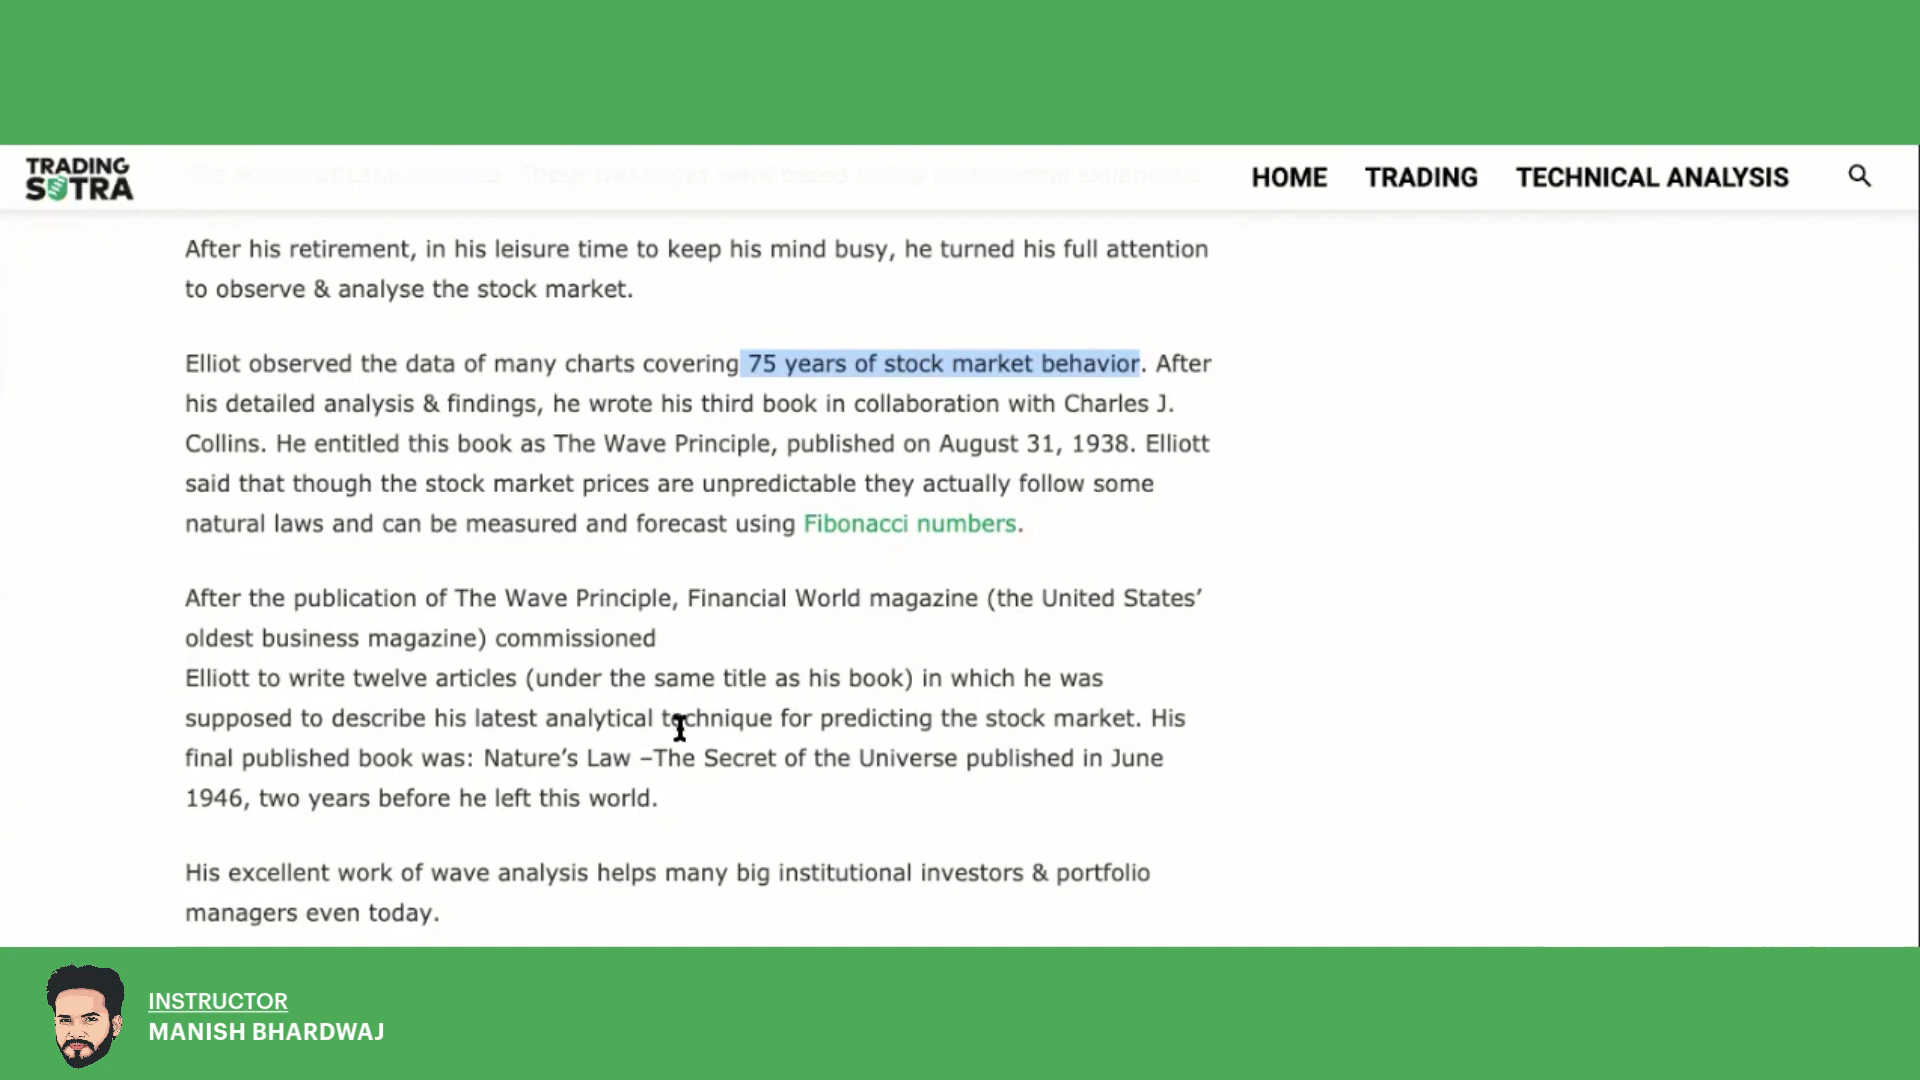 TRADING
SUTRA
HOME TRADING TECHNICAL ANALYSIS
After his retirement, in his leisure time to keep his mind busy, he turned his full attention
to observe & analyse the stock market.
Elliot observed the data of many charts covering 75 years of stock market behavior. After
his detailed analysis & findings, he wrote his third book in collaboration with Charles J.
Collins. He entitled this book as The Wave Principle, published on August 31, 1938. Elliott
said that though the stock market prices are unpredictable they actually follow some
natural laws and can be measured and forecast using Fibonacci numbers.
After the publication of The Wave Principle, Financial World magazine (the United States’
oldest business magazine) commissioned
Elliott to write twelve articles (under the same title as his book) in which he was
supposed to describe his latest analytical technique for predicting the stock market. His
final published book was: Nature’s Law –The Secret of the Universe published in June
1946, two years before he left this world.
His excellent work of wave analysis helps many big institutional investors & portfolio
managers even today.
INSTRUCTOR
MANISH BHARDWAJ